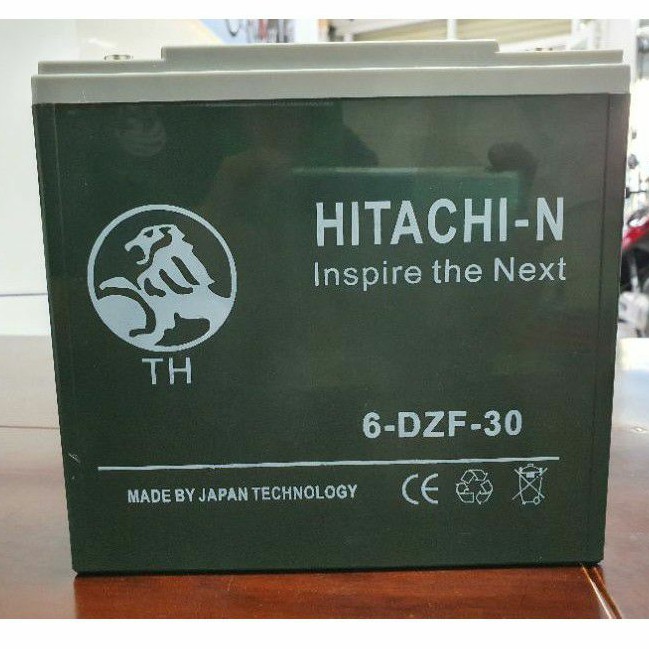 HITACHI-N
Inspire the Next
TH
6-DZF-30
MADE BY JAPAN TECHNOLOGY CE